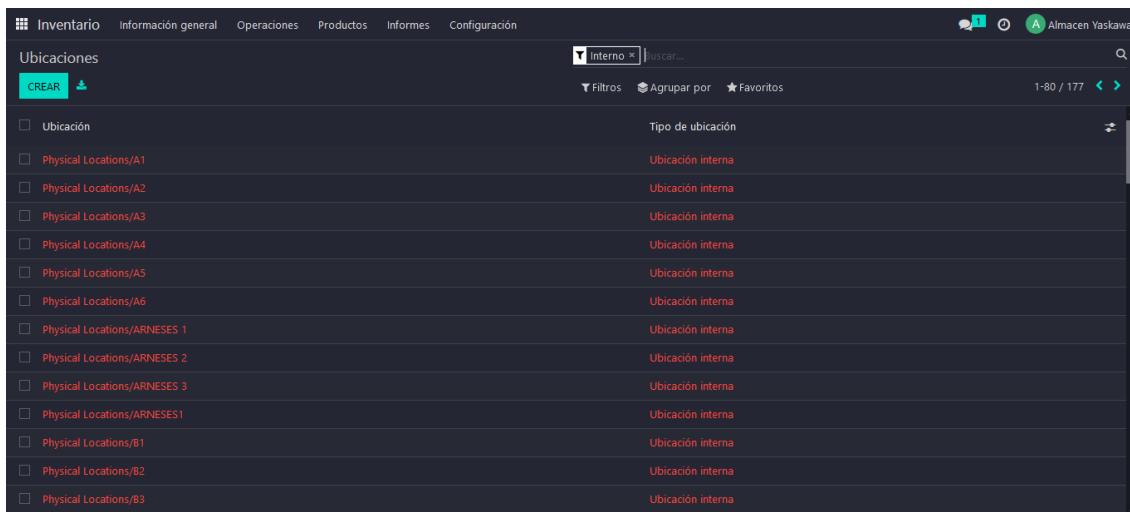 Inventario Información general Operaciones Productos Informes Configuración 1 A Almacen Yaskawa
Ubicaciones Interno × Buscar...
CREAR Filtros Agrupar por Favoritos 1-80 / 177
Ubicación Tipo de ubicación
Physical Locations/A1 Ubicación interna
Physical Locations/A2 Ubicación interna
Physical Locations/A3 Ubicación interna
Physical Locations/A4 Ubicación interna
Physical Locations/A5 Ubicación interna
Physical Locations/A6 Ubicación interna
Physical Locations/ARNESES 1 Ubicación interna
Physical Locations/ARNESES 2 Ubicación interna
Physical Locations/ARNESES 3 Ubicación interna
Physical Locations/ARNESES1 Ubicación interna
Physical Locations/B1 Ubicación interna
Physical Locations/B2 Ubicación interna
Physical Locations/B3 Ubicación interna